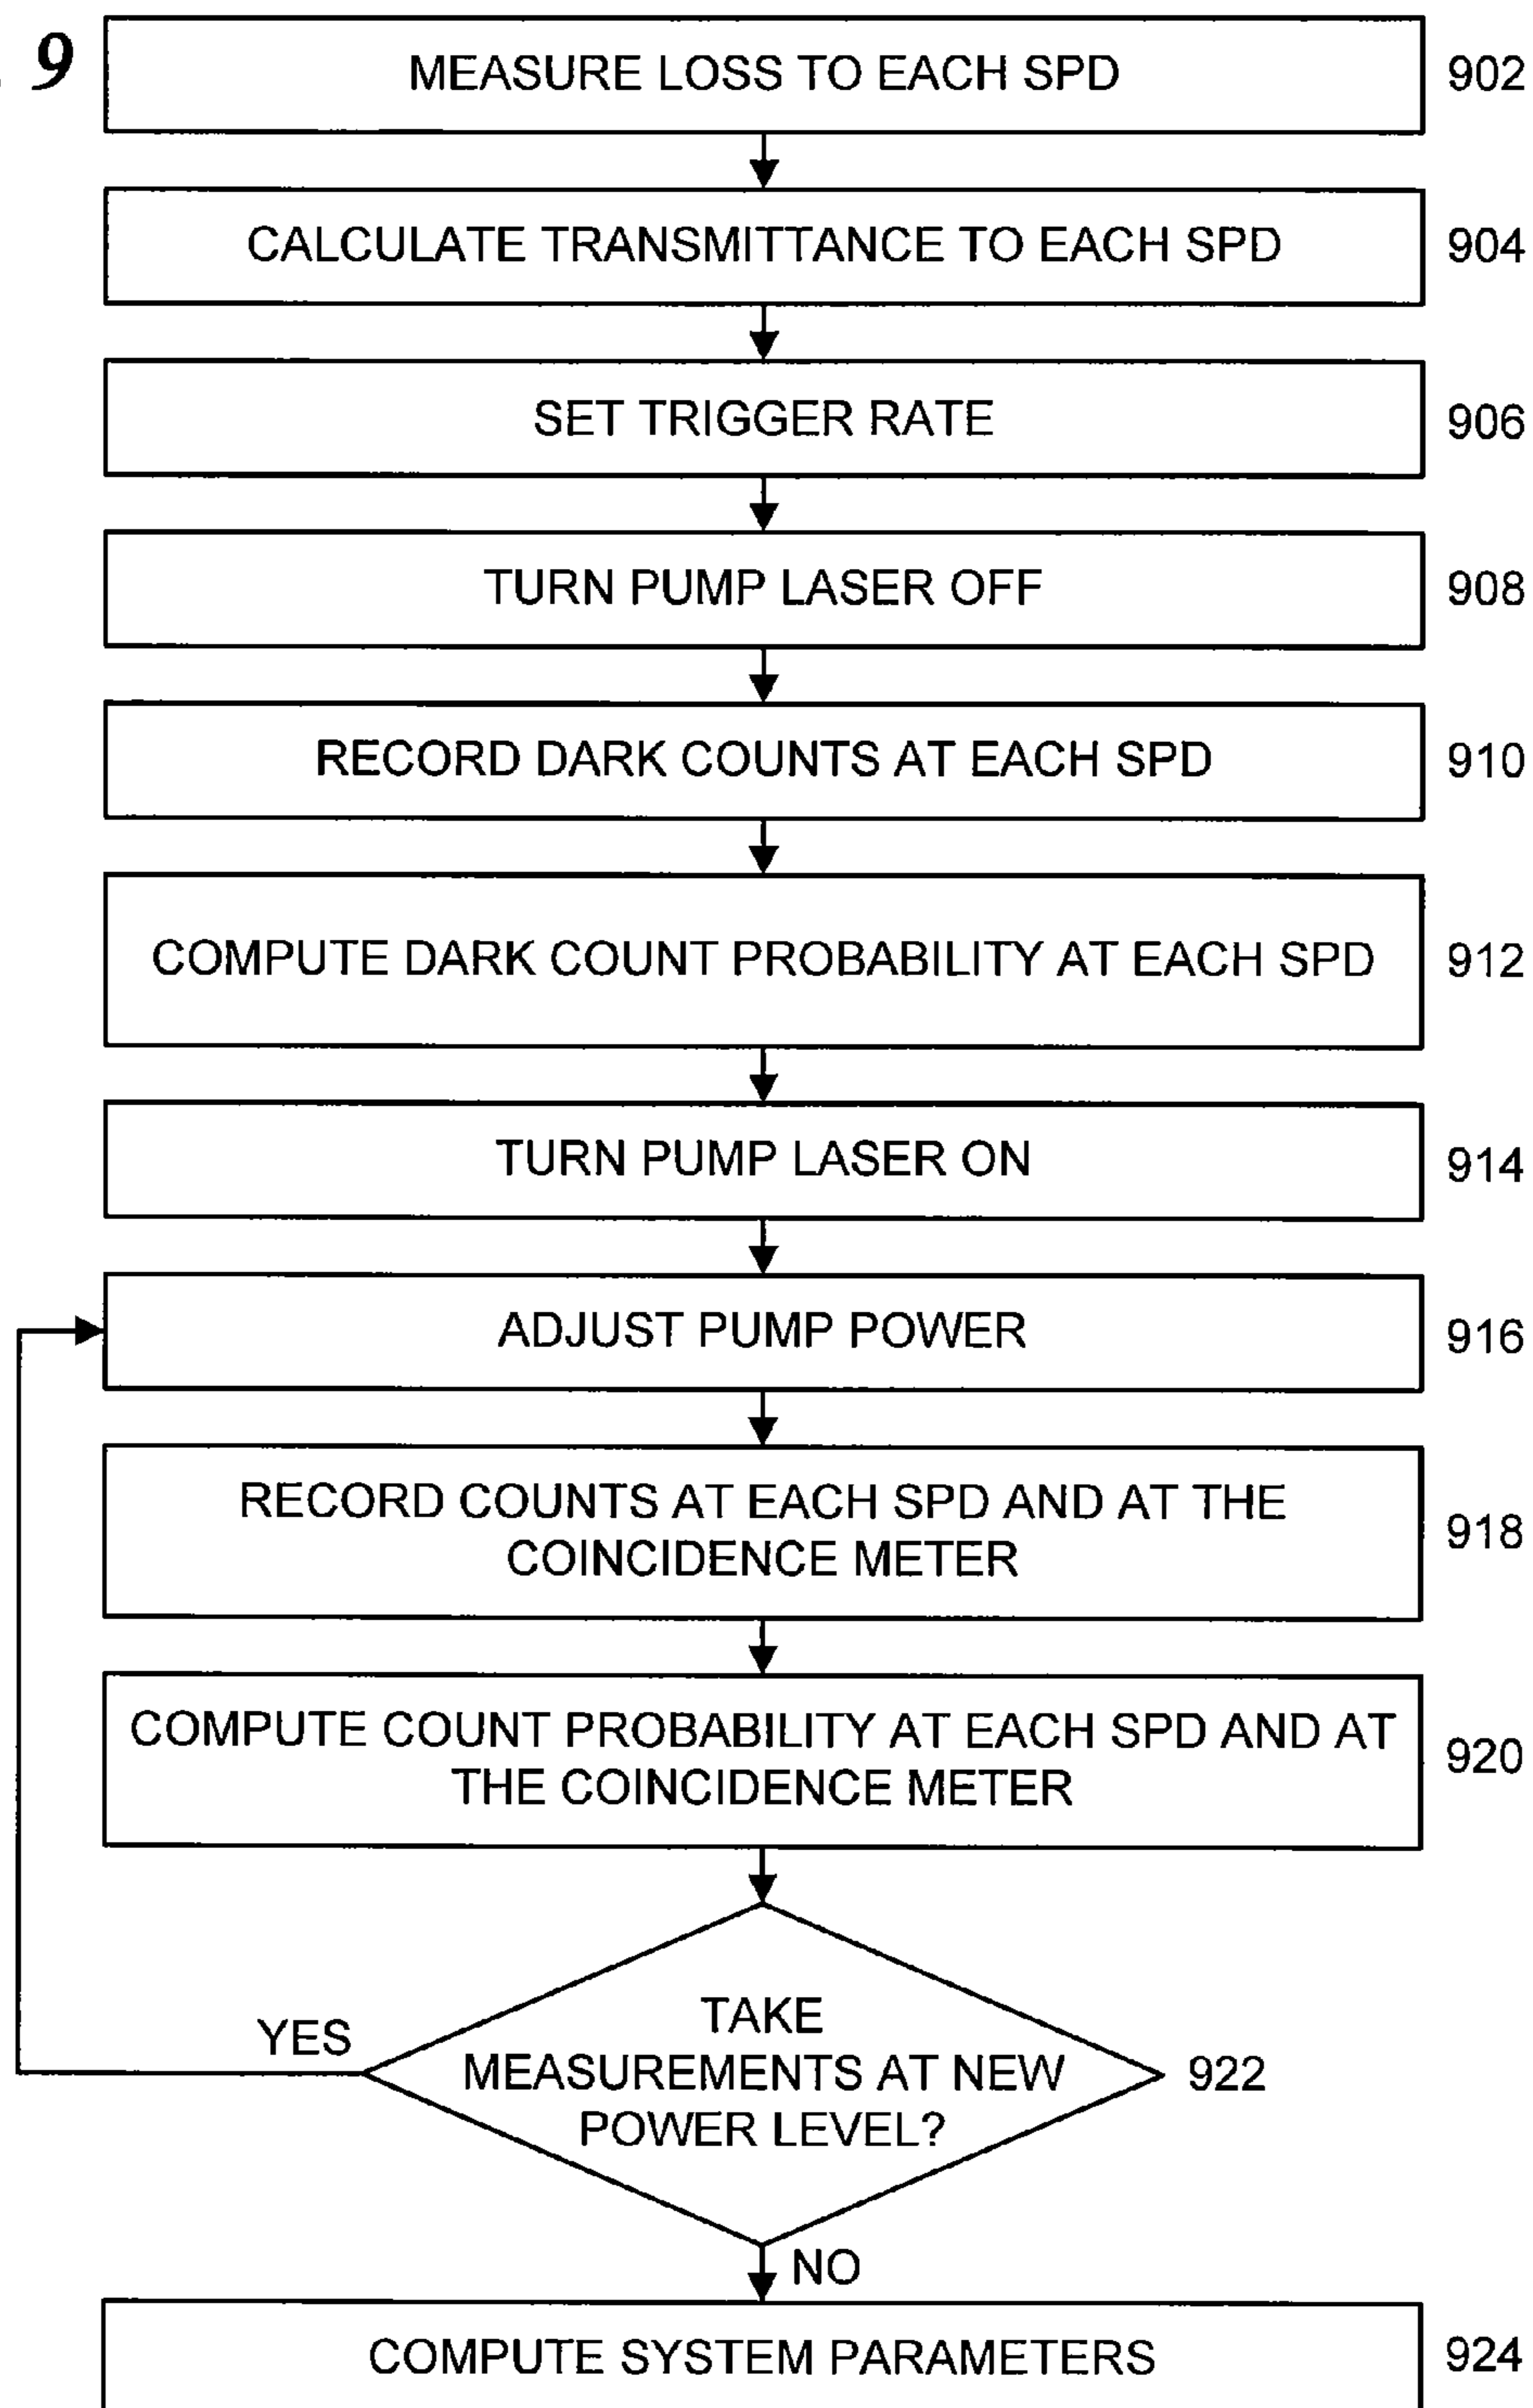 9
MEASURE LOSS TO EACH SPD
902
CALCULATE TRANSMITTANCE TO EACH SPD
904
SET TRIGGER RATE
906
TURN PUMP LASER OFF
908
RECORD DARK COUNTS AT EACH SPD
910
COMPUTE DARK COUNT PROBABILITY AT EACH SPD
912
TURN PUMP LASER ON
914
ADJUST PUMP POWER
916
RECORD COUNTS AT EACH SPD AND AT THE
COINCIDENCE METER
918
COMPUTE COUNT PROBABILITY AT EACH SPD AND AT
THE COINCIDENCE METER
920
YES
TAKE
MEASUREMENTS AT NEW
POWER LEVEL?
922
NO
COMPUTE SYSTEM PARAMETERS
924